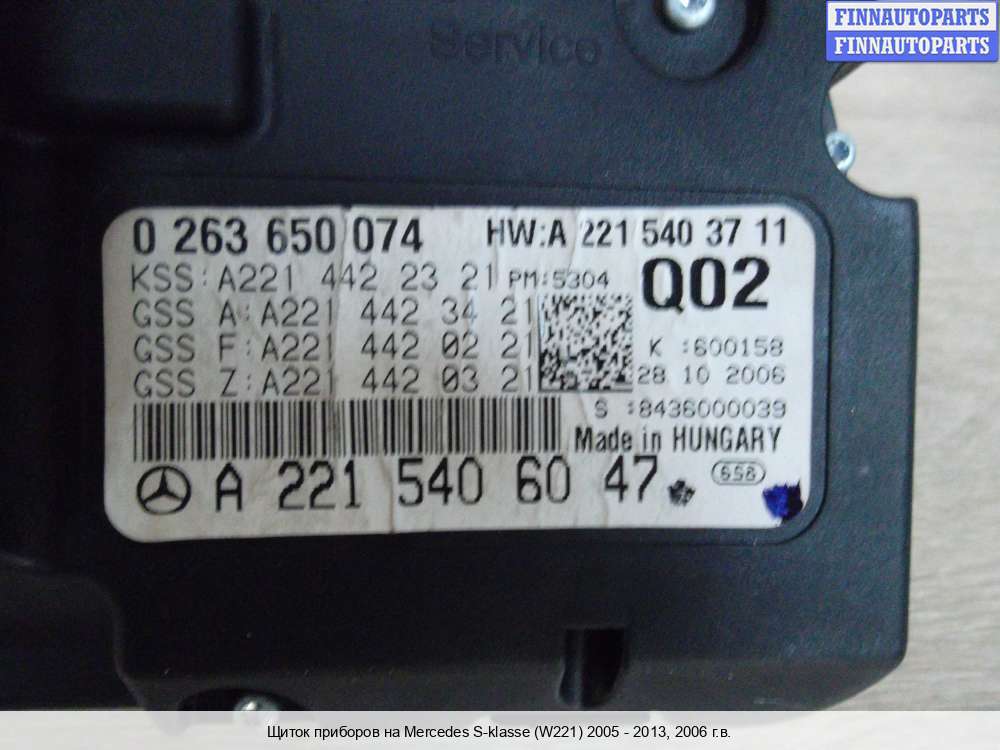 FINNAUTOPARTS
FINNAUTOPARTS
Service
0 263 650 074 HW:A 221 540 37 11
KSS:A221 442 23 21 PM:5304 Q02
GSS A:A221 442 34 21
GSS F:A221 442 02 21 K :600158
GSS Z:A221 442 03 21 28 10 2006
S :8436000039
Made in HUNGARY
A 221 540 60 47
Щиток приборов на Mercedes S-klasse (W221) 2005 - 2013, 2006 г.в.